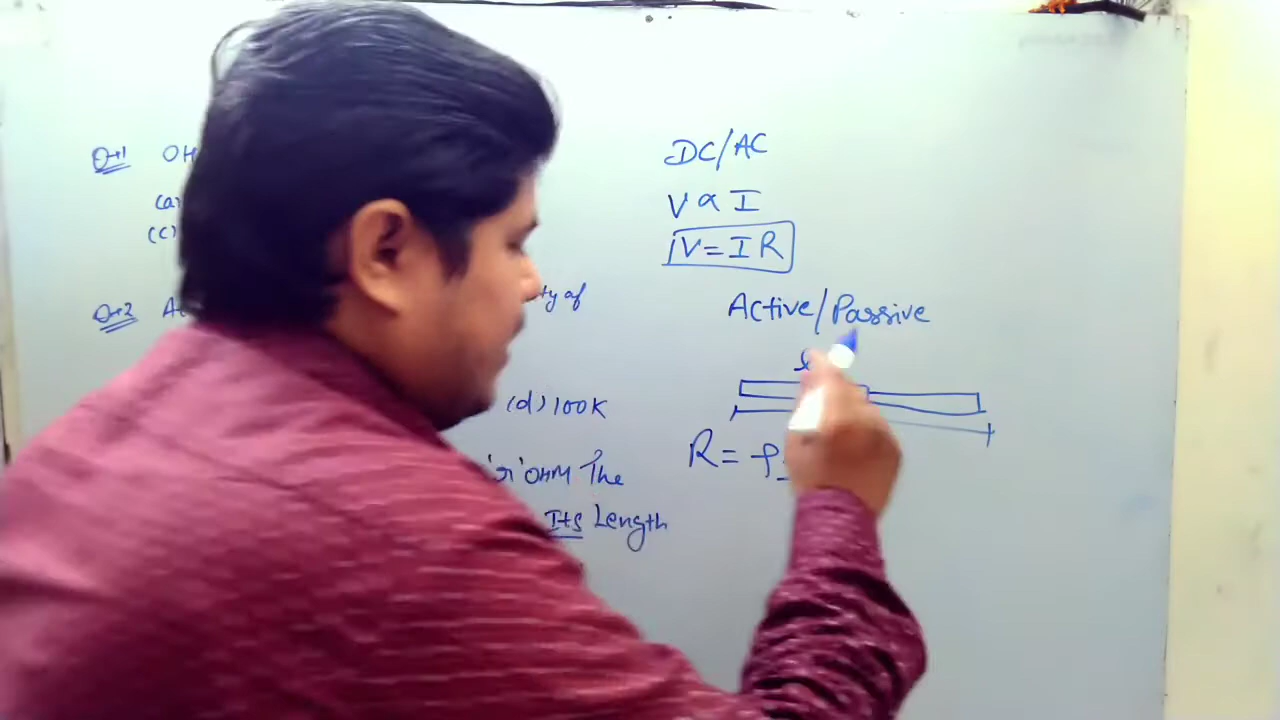 Q#1 OH
(a)
(c)
Q#2 A
ty of
(d) 100K
'r' OHM The
Its Length
DC/AC
V ∝ I
V = I R
Active/Passive
l
R = ρ